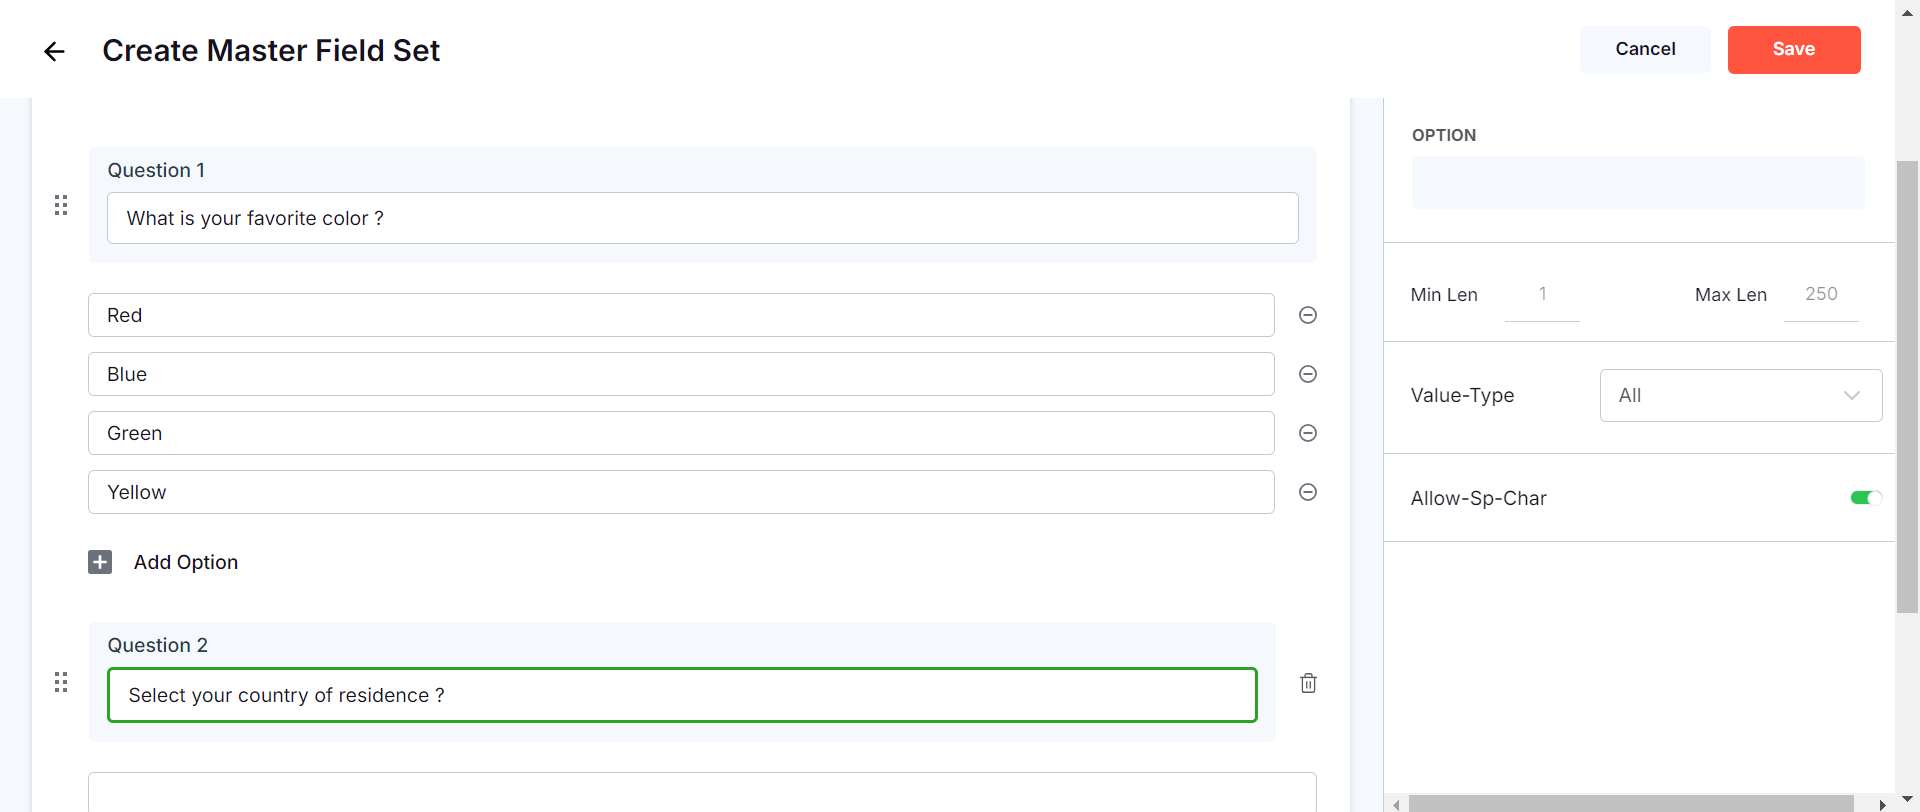 Create Master Field Set
Cancel
Save
Question 1
What is your favorite color ?
Red
Blue
Green
Yellow
Add Option
Question 2
Select your country of residence ?
OPTION
Min Len 1 Max Len 250
Value-Type All
Allow-Sp-Char